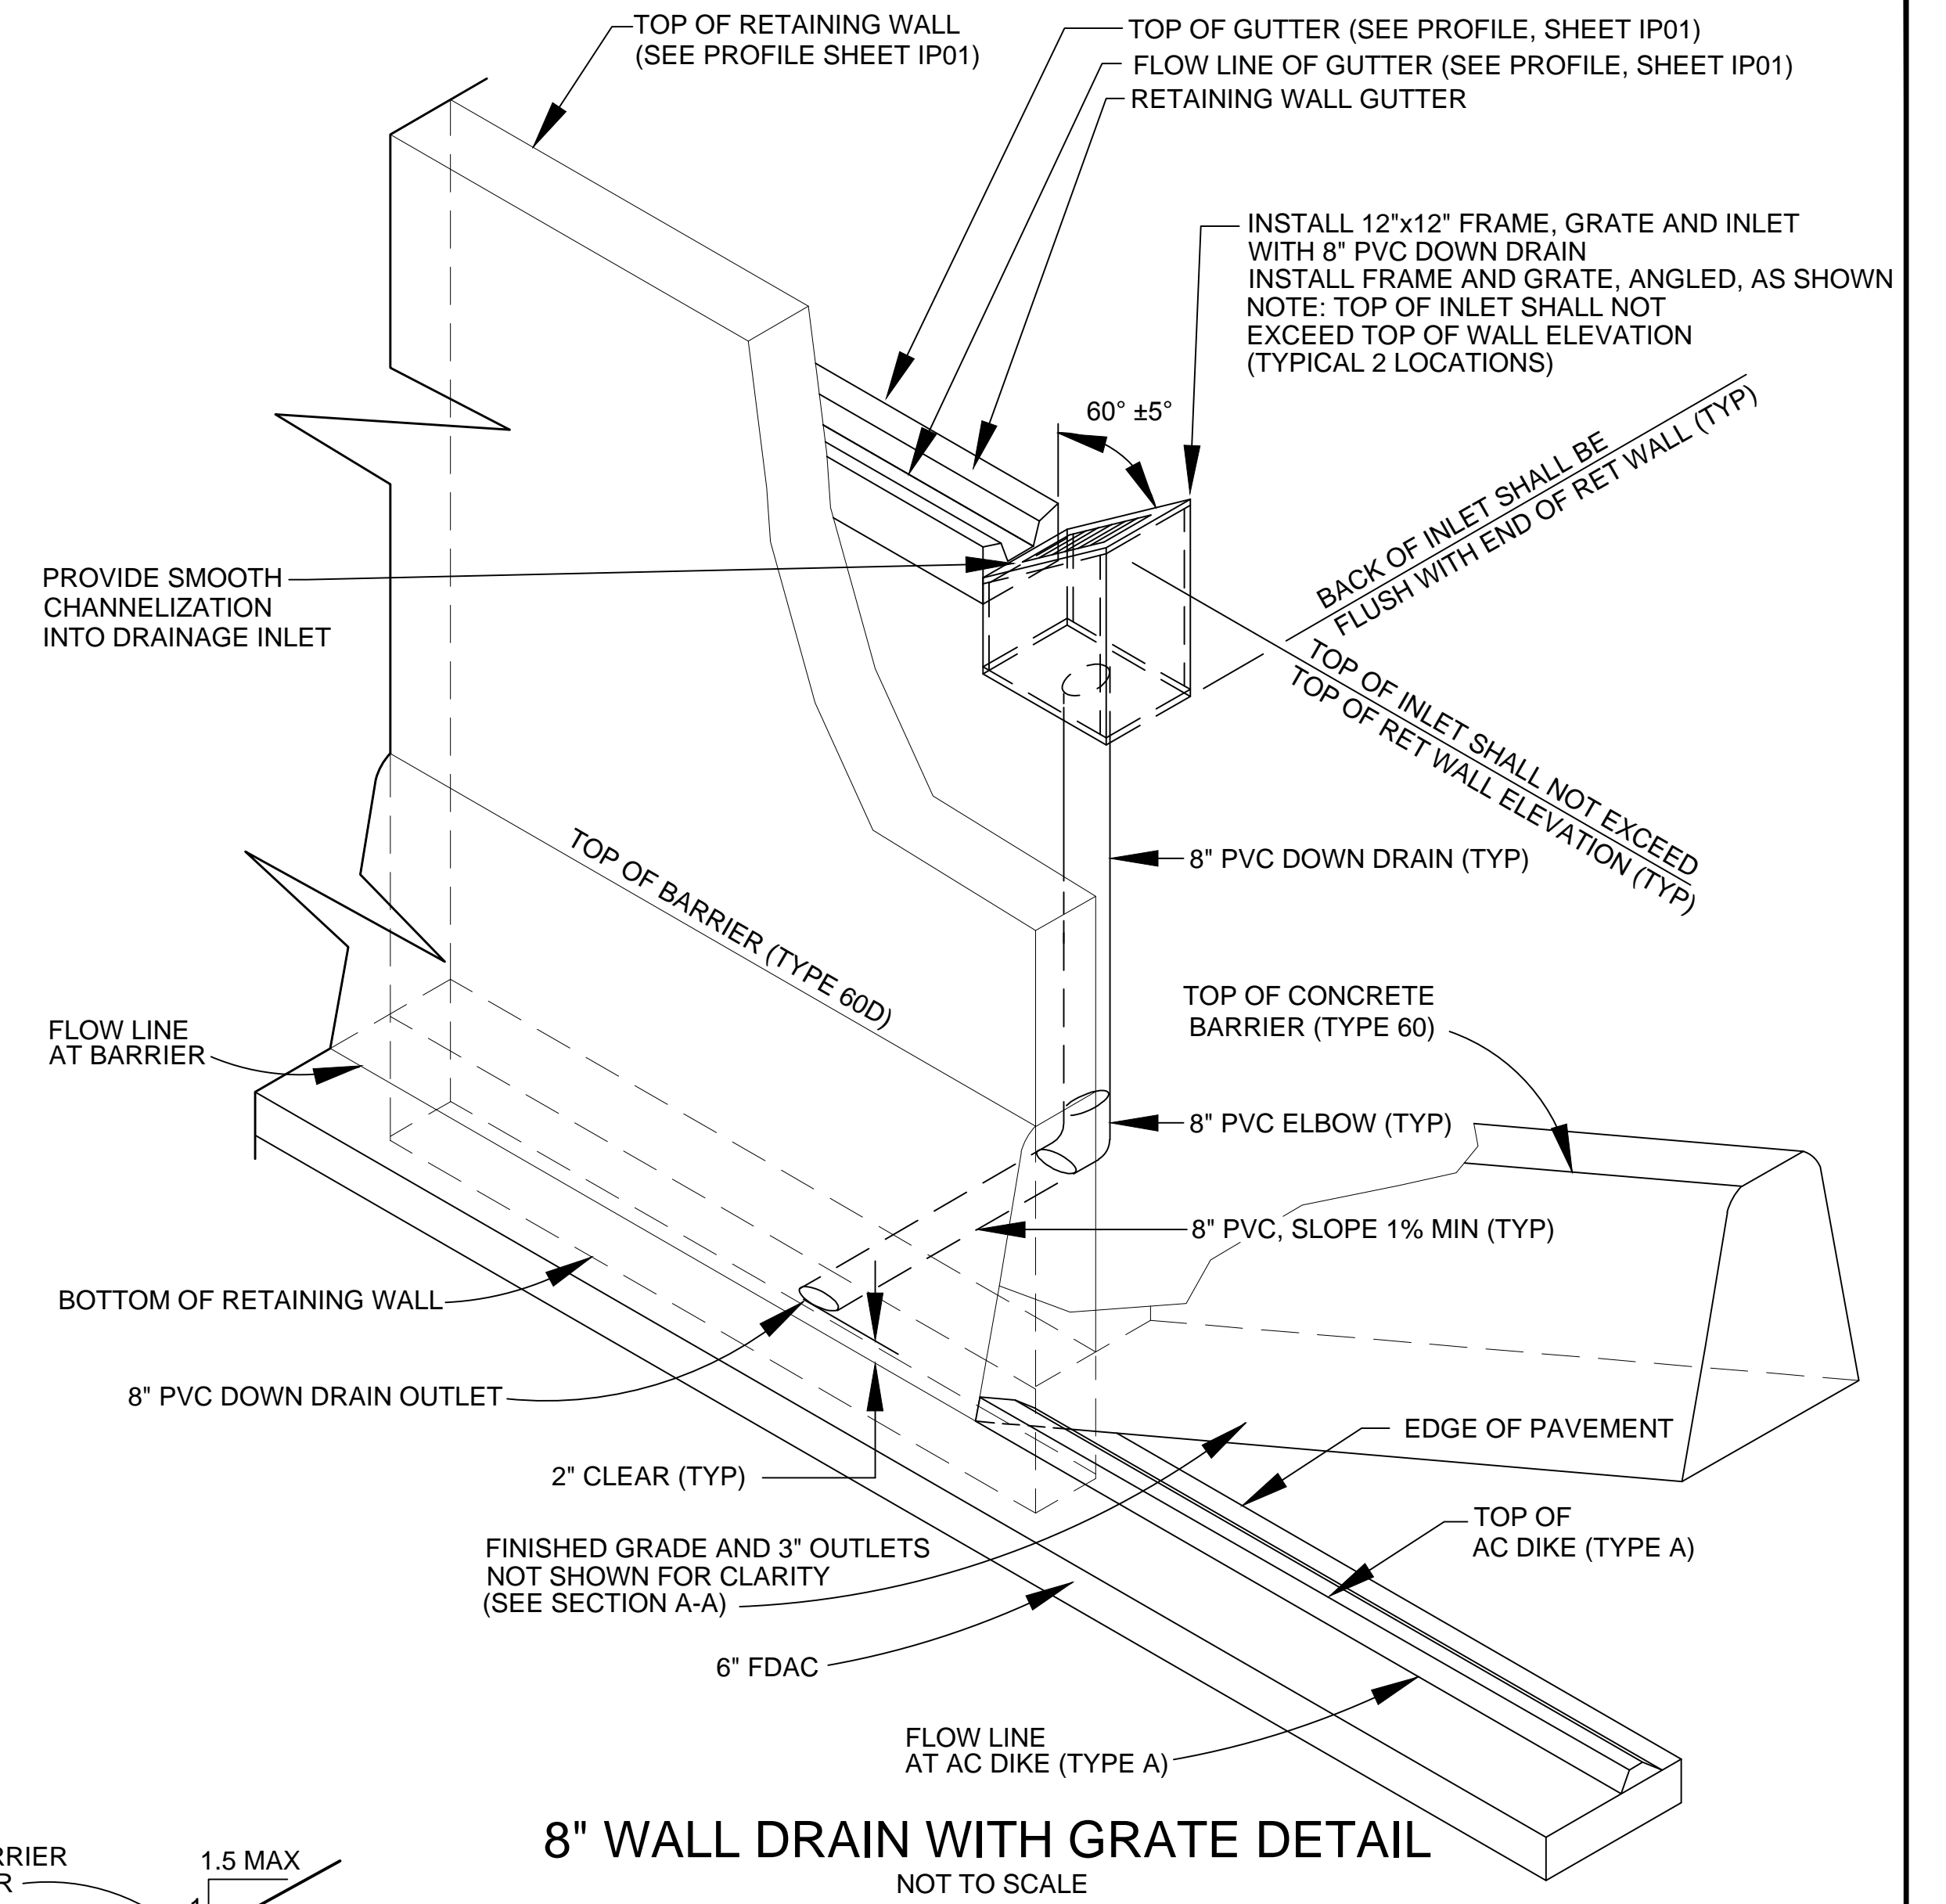 TOP OF RETAINING WALL
(SEE PROFILE SHEET IP01)
TOP OF GUTTER (SEE PROFILE, SHEET IP01)
FLOW LINE OF GUTTER (SEE PROFILE, SHEET IP01)
RETAINING WALL GUTTER
INSTALL 12"x12" FRAME, GRATE AND INLET
WITH 8" PVC DOWN DRAIN
INSTALL FRAME AND GRATE, ANGLED, AS SHOWN
NOTE: TOP OF INLET SHALL NOT
EXCEED TOP OF WALL ELEVATION
(TYPICAL 2 LOCATIONS)
60° ±5°
BACK OF INLET SHALL BE
FLUSH WITH END OF RET WALL (TYP)
PROVIDE SMOOTH
CHANNELIZATION
INTO DRAINAGE INLET
TOP OF INLET SHALL NOT EXCEED
TOP OF RET WALL ELEVATION (TYP)
8" PVC DOWN DRAIN (TYP)
TOP OF BARRIER (TYPE 60D)
TOP OF CONCRETE
BARRIER (TYPE 60)
FLOW LINE
AT BARRIER
8" PVC ELBOW (TYP)
8" PVC, SLOPE 1% MIN (TYP)
BOTTOM OF RETAINING WALL
8" PVC DOWN DRAIN OUTLET
EDGE OF PAVEMENT
2" CLEAR (TYP)
TOP OF
AC DIKE (TYPE A)
FINISHED GRADE AND 3" OUTLETS
NOT SHOWN FOR CLARITY
(SEE SECTION A-A)
6" FDAC
FLOW LINE
AT AC DIKE (TYPE A)
8" WALL DRAIN WITH GRATE DETAIL
NOT TO SCALE
1.5 MAX